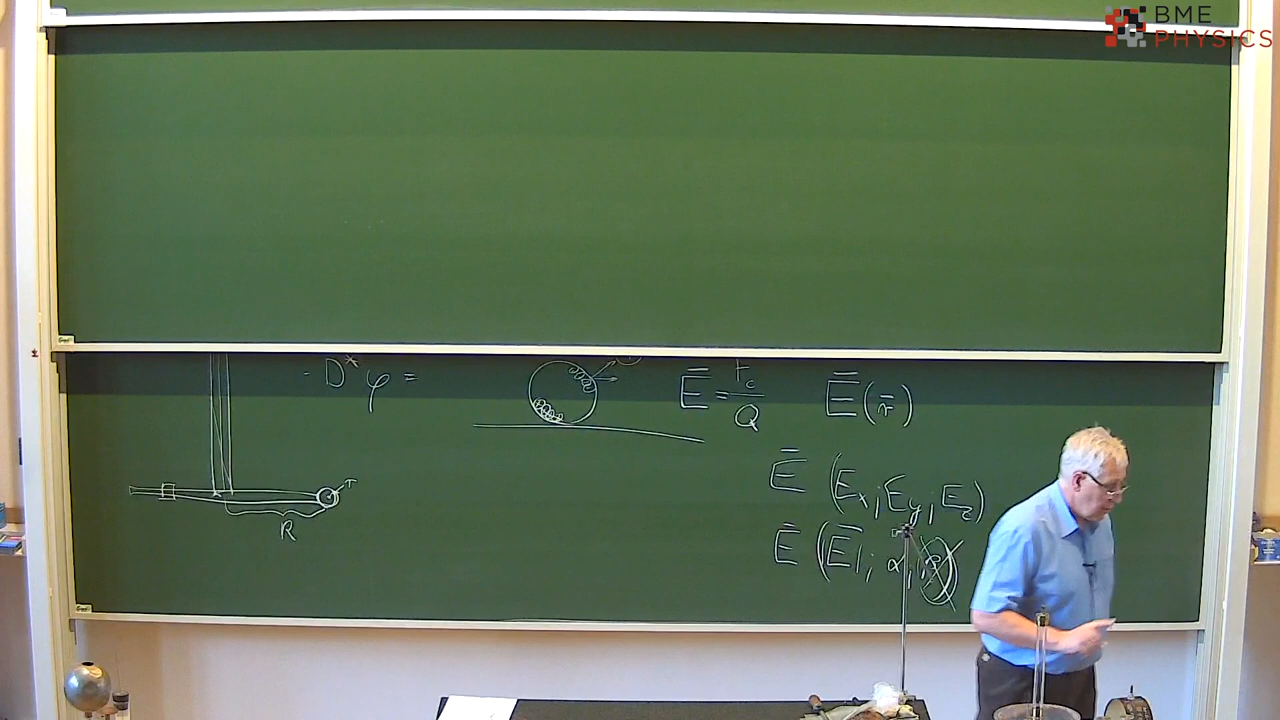 BME
PHYSICS
- D* φ =
Ē = F_c / Q
Ē (r̄)
Ē (E_x ; E_y ; E_z)
Ē (|Ē| ; α ;
r
R